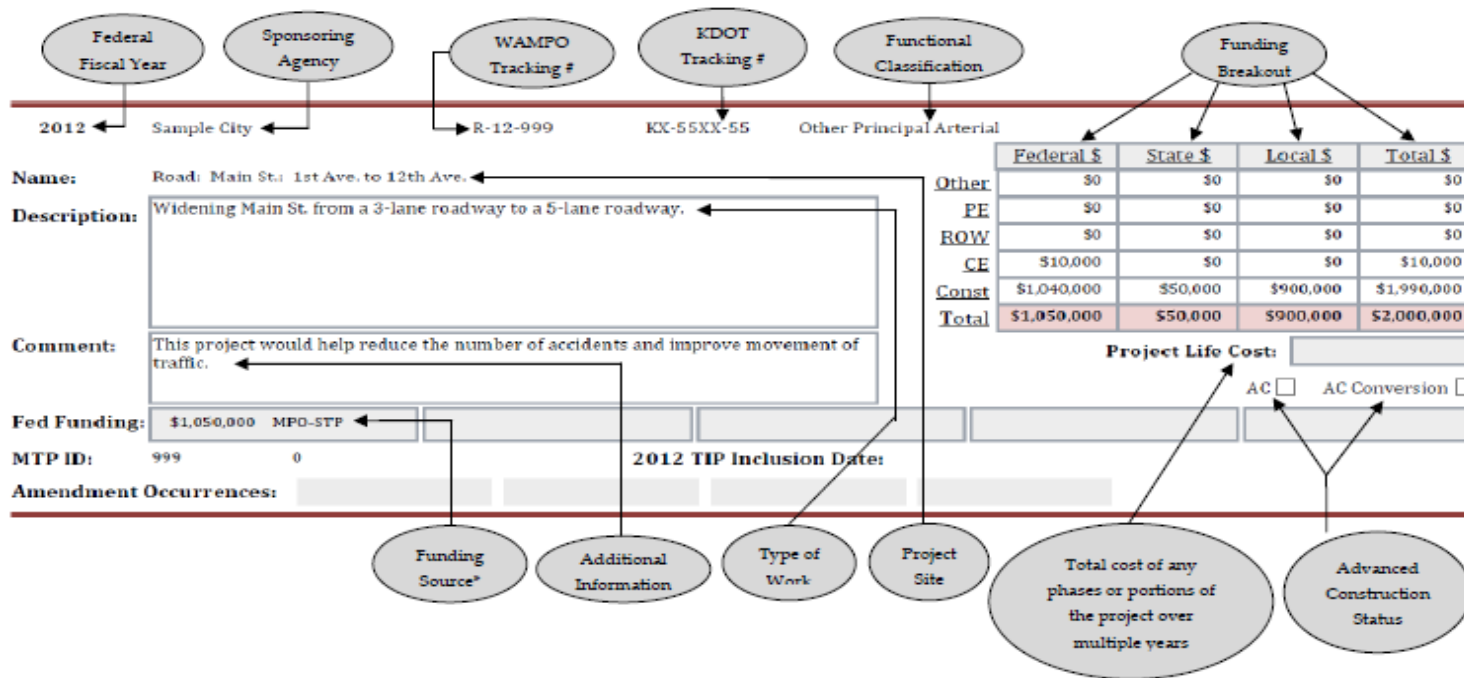 Federal
Fiscal Year
Sponsoring
Agency
WAMPO
Tracking #
KDOT
Tracking #
Functional
Classification
Funding
Breakout
2012 Sample City R-12-999 KX-55XX-55 Other Principal Arterial
Federal $ State $ Local $ Total $
Name: Road: Main St.: 1st Ave. to 12th Ave.
Other $0 $0 $0 $0
Description: Widening Main St. from a 3-lane roadway to a 5-lane roadway.
PE $0 $0 $0 $0
ROW $0 $0 $0 $0
CE $10,000 $0 $0 $10,000
Const $1,040,000 $50,000 $900,000 $1,990,000
Total $1,050,000 $50,000 $900,000 $2,000,000
Comment: This project would help reduce the number of accidents and improve movement of
traffic.
Project Life Cost:
AC AC Conversion
Fed Funding: $1,050,000 MPO-STP
MTP ID: 999 0 2012 TIP Inclusion Date:
Amendment Occurrences:
Funding
Source*
Additional
Information
Type of
Work
Project
Site
Total cost of any
phases or portions of
the project over
multiple years
Advanced
Construction
Status